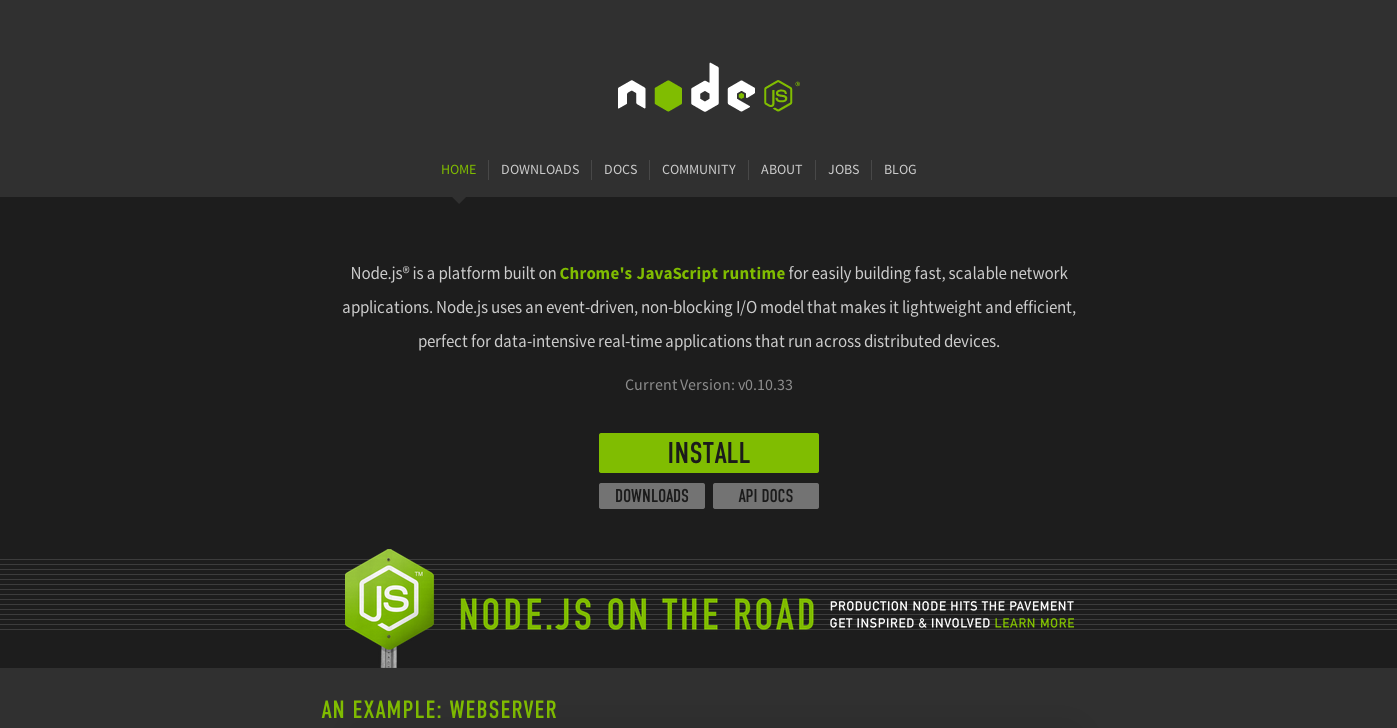 node JS ®
HOME DOWNLOADS DOCS COMMUNITY ABOUT JOBS BLOG
Node.js® is a platform built on Chrome's JavaScript runtime for easily building fast, scalable network
applications. Node.js uses an event-driven, non-blocking I/O model that makes it lightweight and efficient,
perfect for data-intensive real-time applications that run across distributed devices.
Current Version: v0.10.33
INSTALL
DOWNLOADS API DOCS
JS ™
NODE.JS ON THE ROAD
PRODUCTION NODE HITS THE PAVEMENT
GET INSPIRED & INVOLVED LEARN MORE
AN EXAMPLE: WEBSERVER